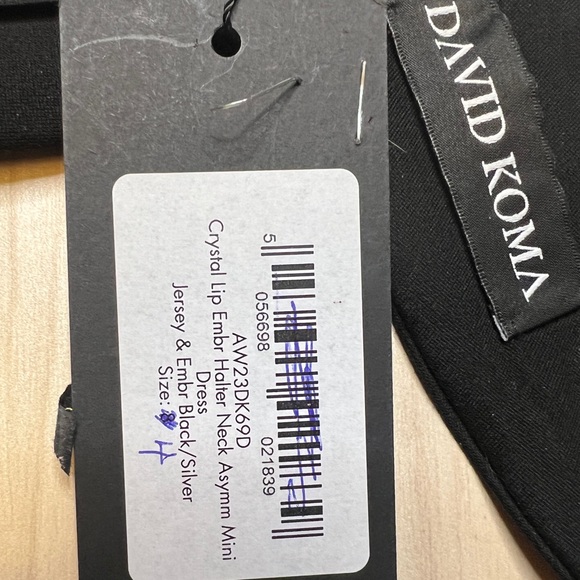 DAVID KOMA
5 056698 021839
AW23DK69D
Crystal Lip Embr Halter Neck Asymm Mini
Dress
Jersey & Embr Black/Silver
Size: 8 4